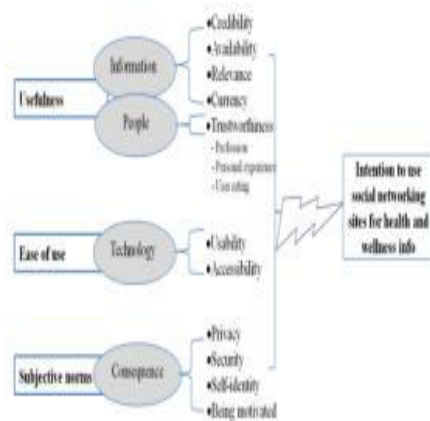 Usefulness
Information
•Credibility
•Availability
•Relevance
•Currency
People
•Trustworthiness
- Profession
- Personal experience
- User rating
Ease of use
Technology
•Usability
•Accessibility
Subjective norms
Consequence
•Privacy
•Security
•Self-identity
•Being motivated
Intention to use
social networking
sites for health and
wellness info